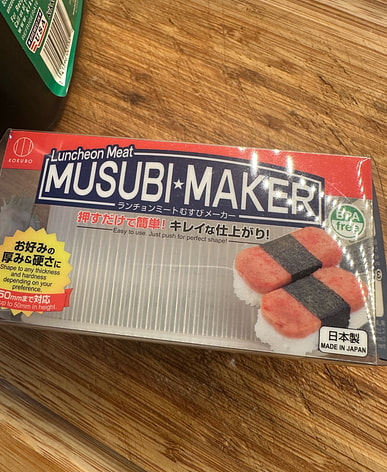 USA
KOKUBO
Luncheon Meat
MUSUBI★MAKER
ランチョンミートむすびメーカー
押すだけで簡単! キレイな仕上がり!
Easy to use. Just push for perfect shape!
BPA
free
お好みの
厚み&硬さに
Shape to any thickness
and hardness
depending on your
preference.
50mmまで対応
up to 50mm in height
日本製
MADE IN JAPAN